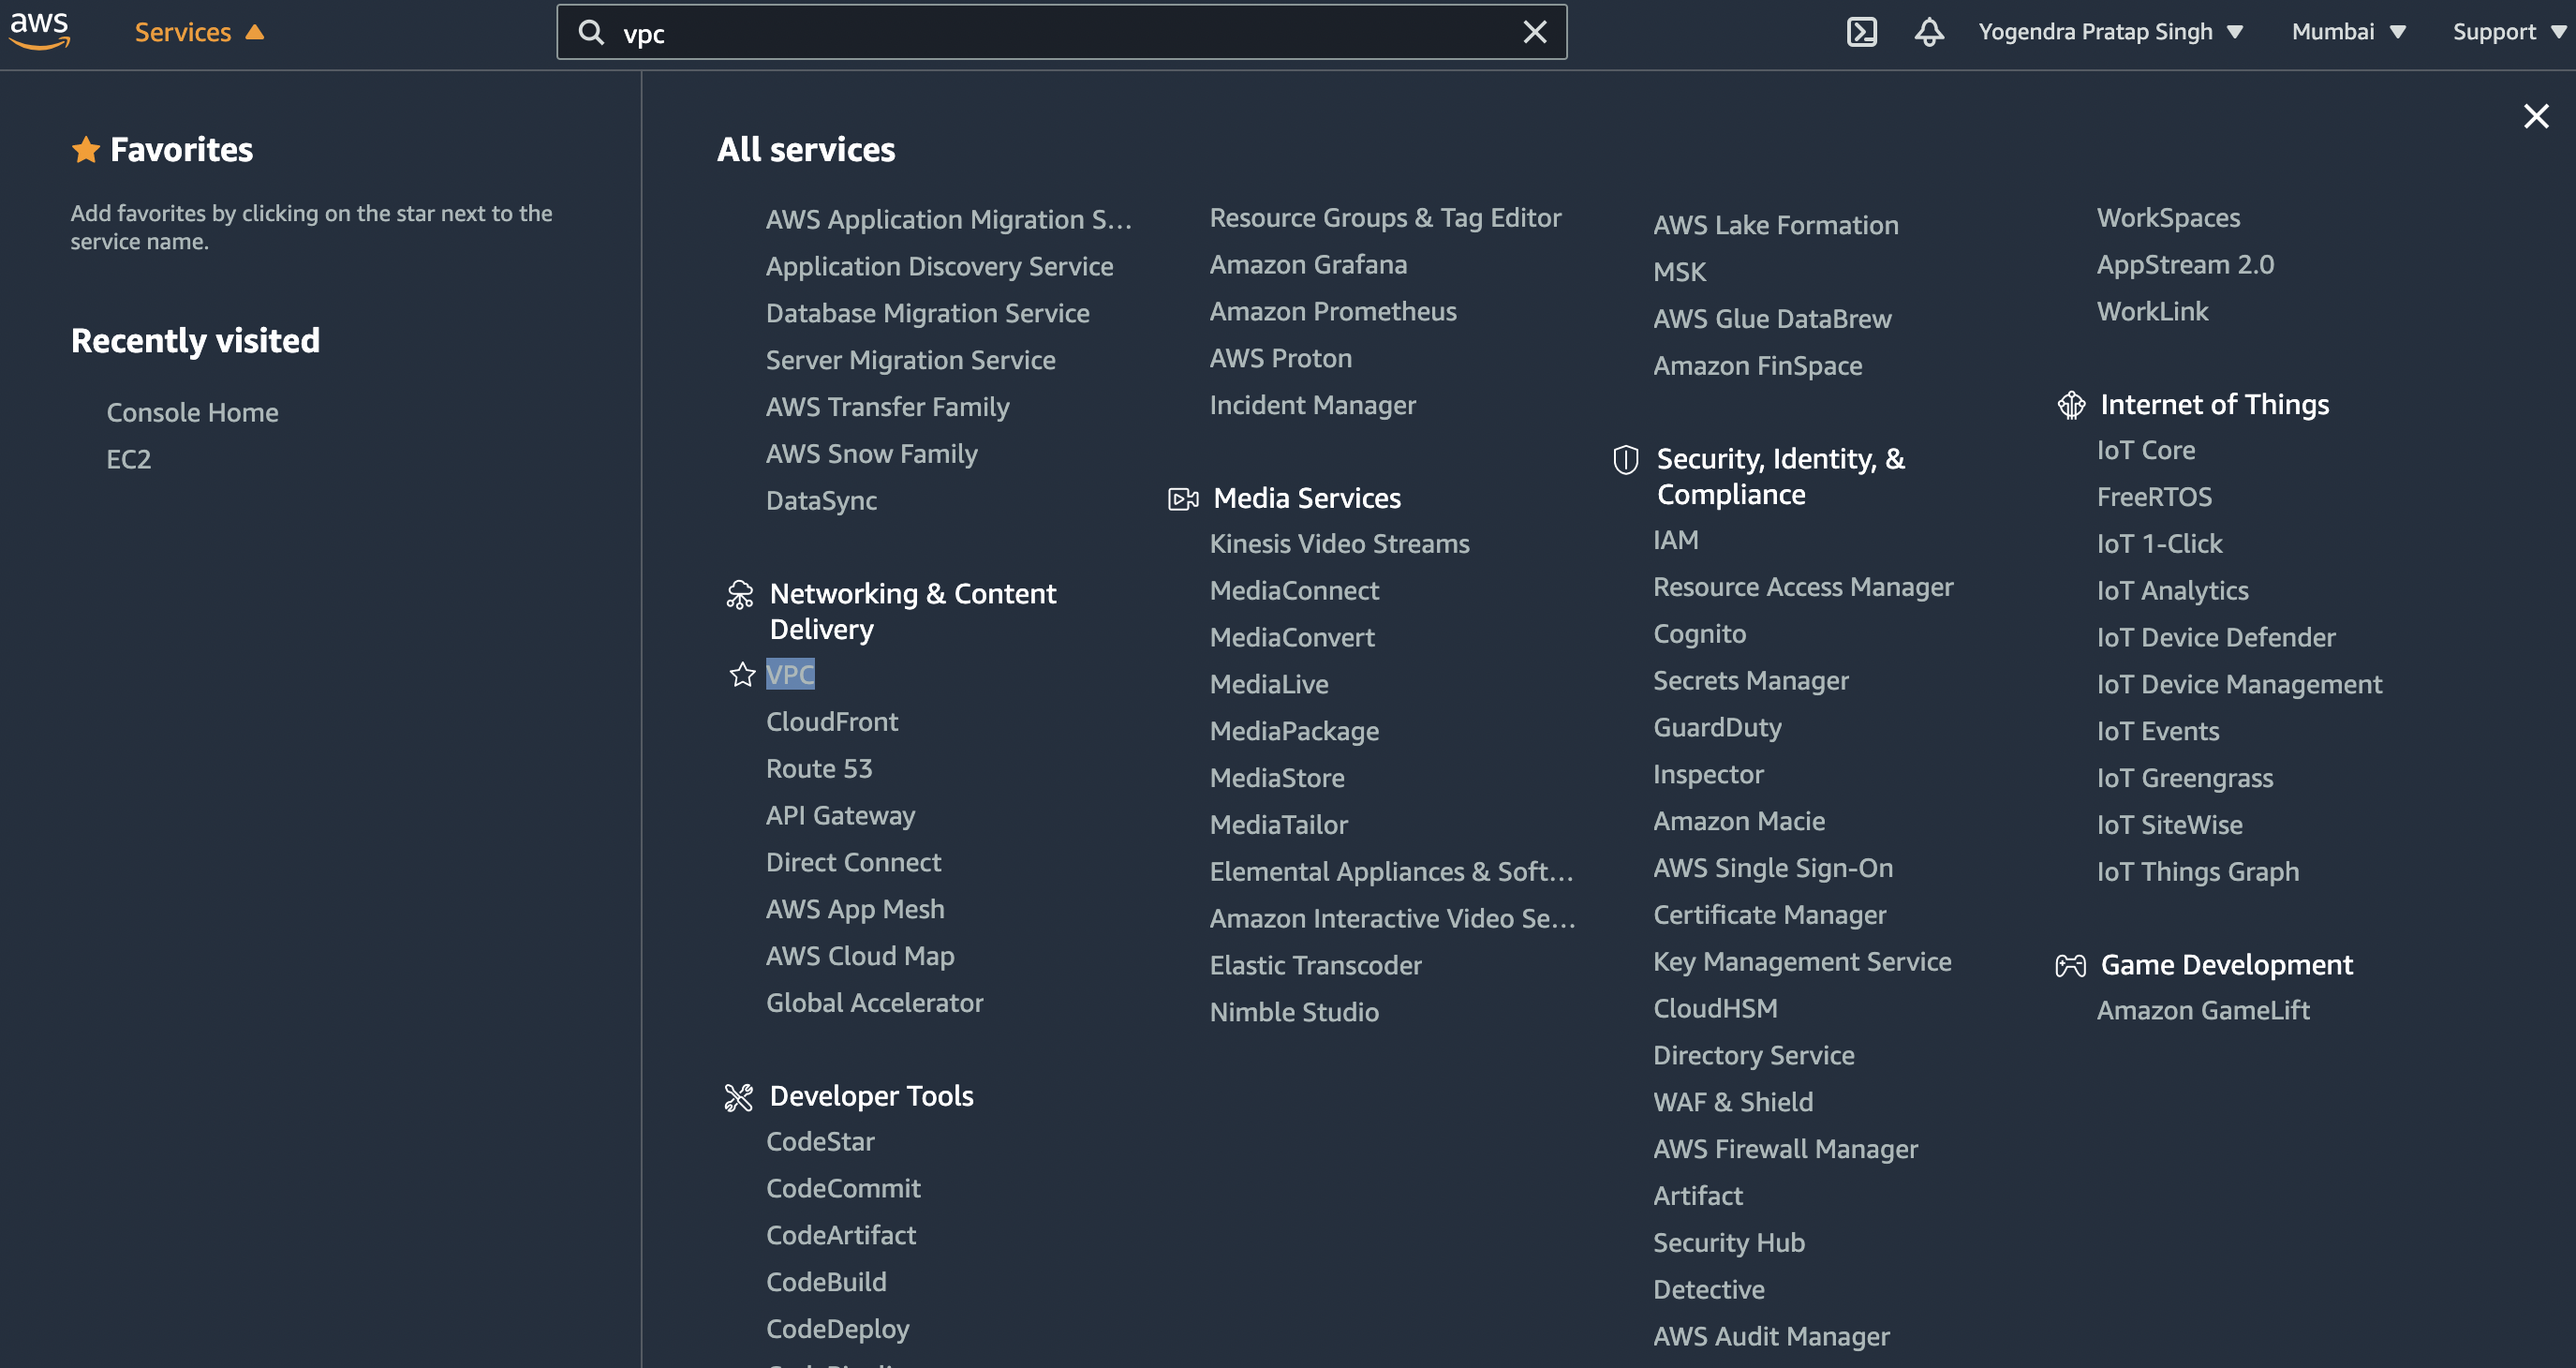 aws
Services
vpc
Yogendra Pratap Singh
Mumbai
Support
Favorites
Add favorites by clicking on the star next to the
service name.
Recently visited
Console Home
EC2
All services
AWS Application Migration S...
Application Discovery Service
Database Migration Service
Server Migration Service
AWS Transfer Family
AWS Snow Family
DataSync
Networking & Content
Delivery
VPC
CloudFront
Route 53
API Gateway
Direct Connect
AWS App Mesh
AWS Cloud Map
Global Accelerator
Developer Tools
CodeStar
CodeCommit
CodeArtifact
CodeBuild
CodeDeploy
Resource Groups & Tag Editor
Amazon Grafana
Amazon Prometheus
AWS Proton
Incident Manager
Media Services
Kinesis Video Streams
MediaConnect
MediaConvert
MediaLive
MediaPackage
MediaStore
MediaTailor
Elemental Appliances & Soft...
Amazon Interactive Video Se...
Elastic Transcoder
Nimble Studio
AWS Lake Formation
MSK
AWS Glue DataBrew
Amazon FinSpace
Security, Identity, &
Compliance
IAM
Resource Access Manager
Cognito
Secrets Manager
GuardDuty
Inspector
Amazon Macie
AWS Single Sign-On
Certificate Manager
Key Management Service
CloudHSM
Directory Service
WAF & Shield
AWS Firewall Manager
Artifact
Security Hub
Detective
AWS Audit Manager
WorkSpaces
AppStream 2.0
WorkLink
Internet of Things
IoT Core
FreeRTOS
IoT 1-Click
IoT Analytics
IoT Device Defender
IoT Device Management
IoT Events
IoT Greengrass
IoT SiteWise
IoT Things Graph
Game Development
Amazon GameLift